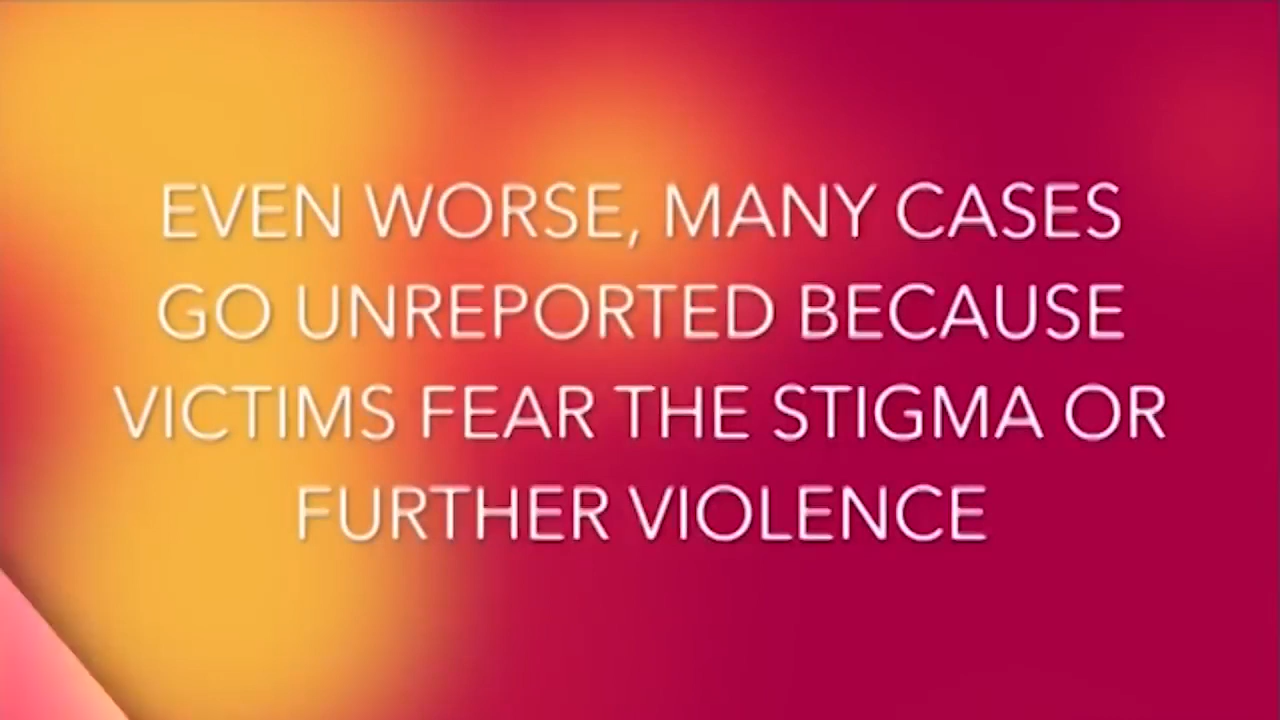 EVEN WORSE, MANY CASES
GO UNREPORTED BECAUSE
VICTIMS FEAR THE STIGMA OR
FURTHER VIOLENCE